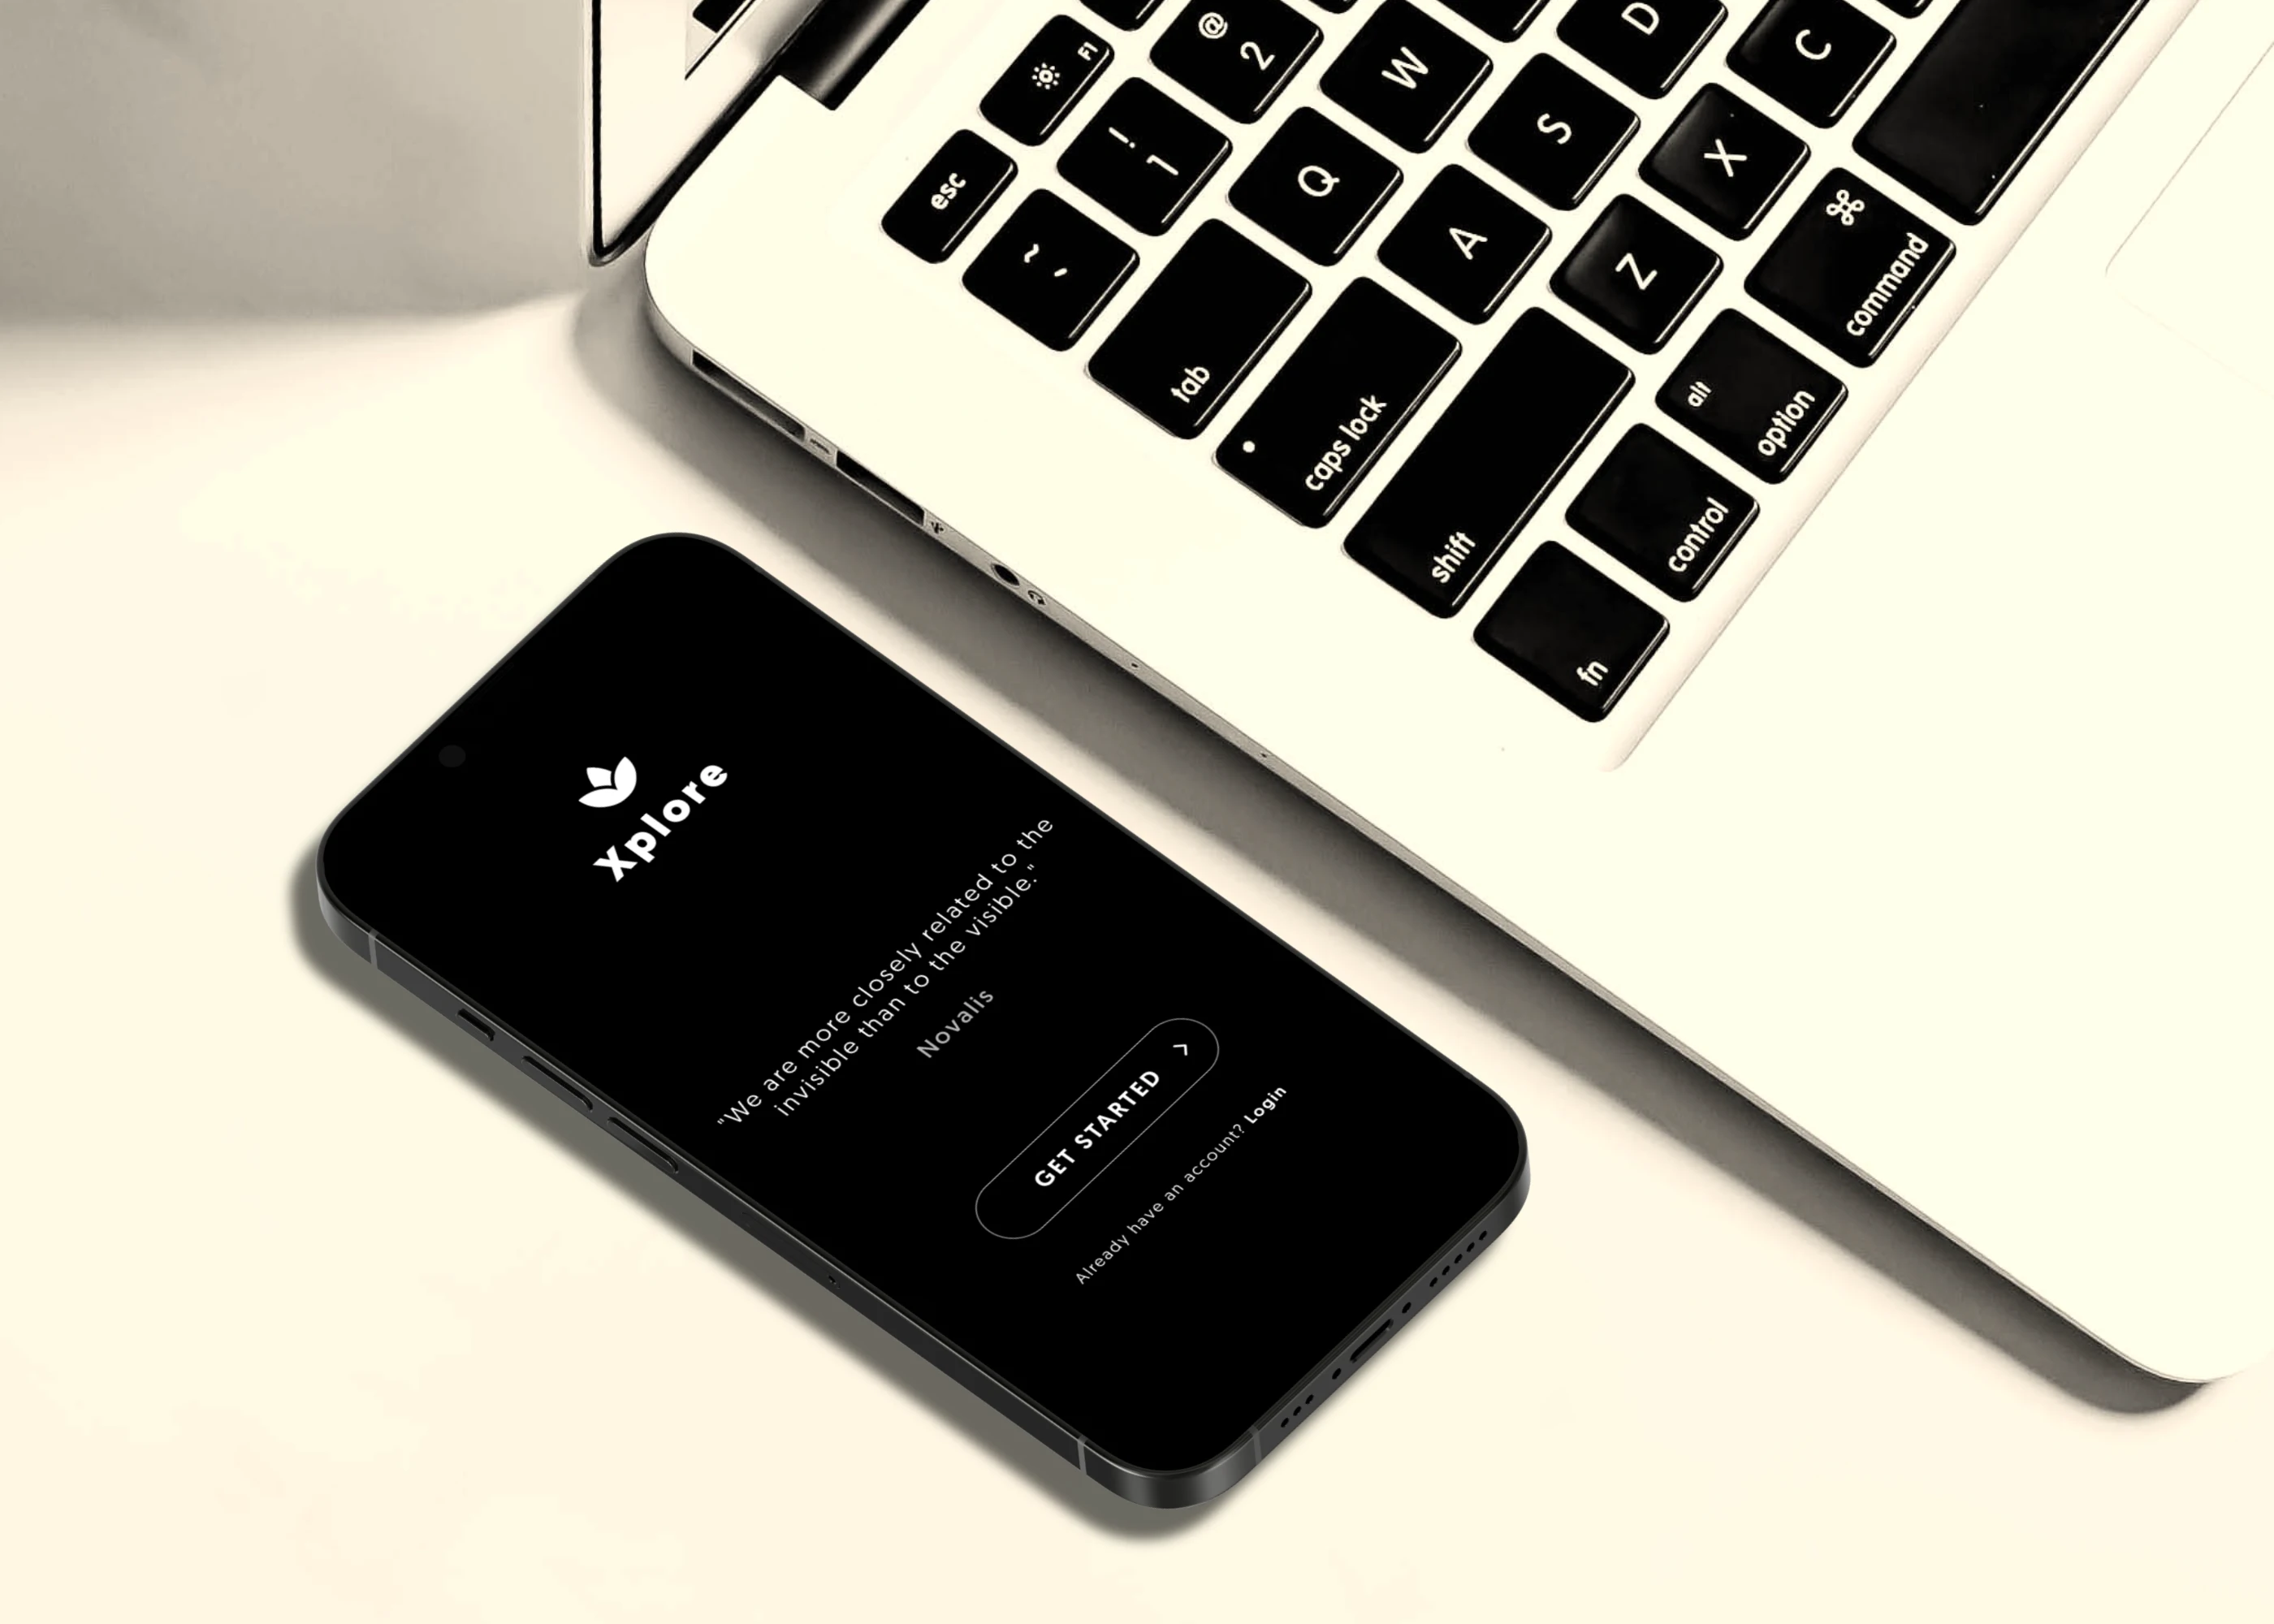 Xplore
"We are more closely related to the
invisible than to the visible."
Novalis
GET STARTED >
Already have an account? Login
esc
F1
~
`
!
1
@
2
tab
Q
W
caps lock
A
S
D
shift
Z
X
C
fn
control
alt
option
⌘
command